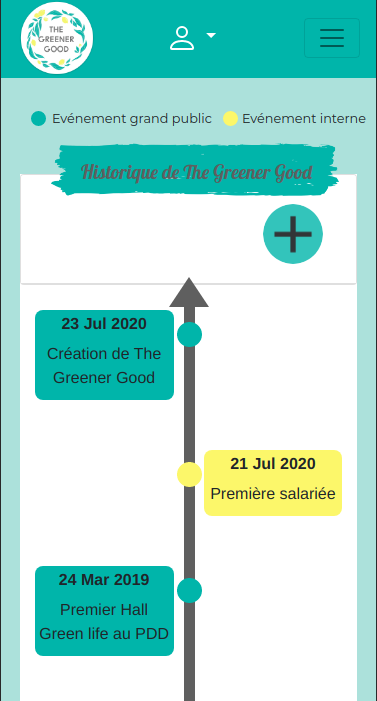 THE
GREENER
GOOD
Evénement grand public
Evénement interne
Historique de The Greener Good
23 Jul 2020
Création de The
Greener Good
21 Jul 2020
Première salariée
24 Mar 2019
Premier Hall
Green life au PDD